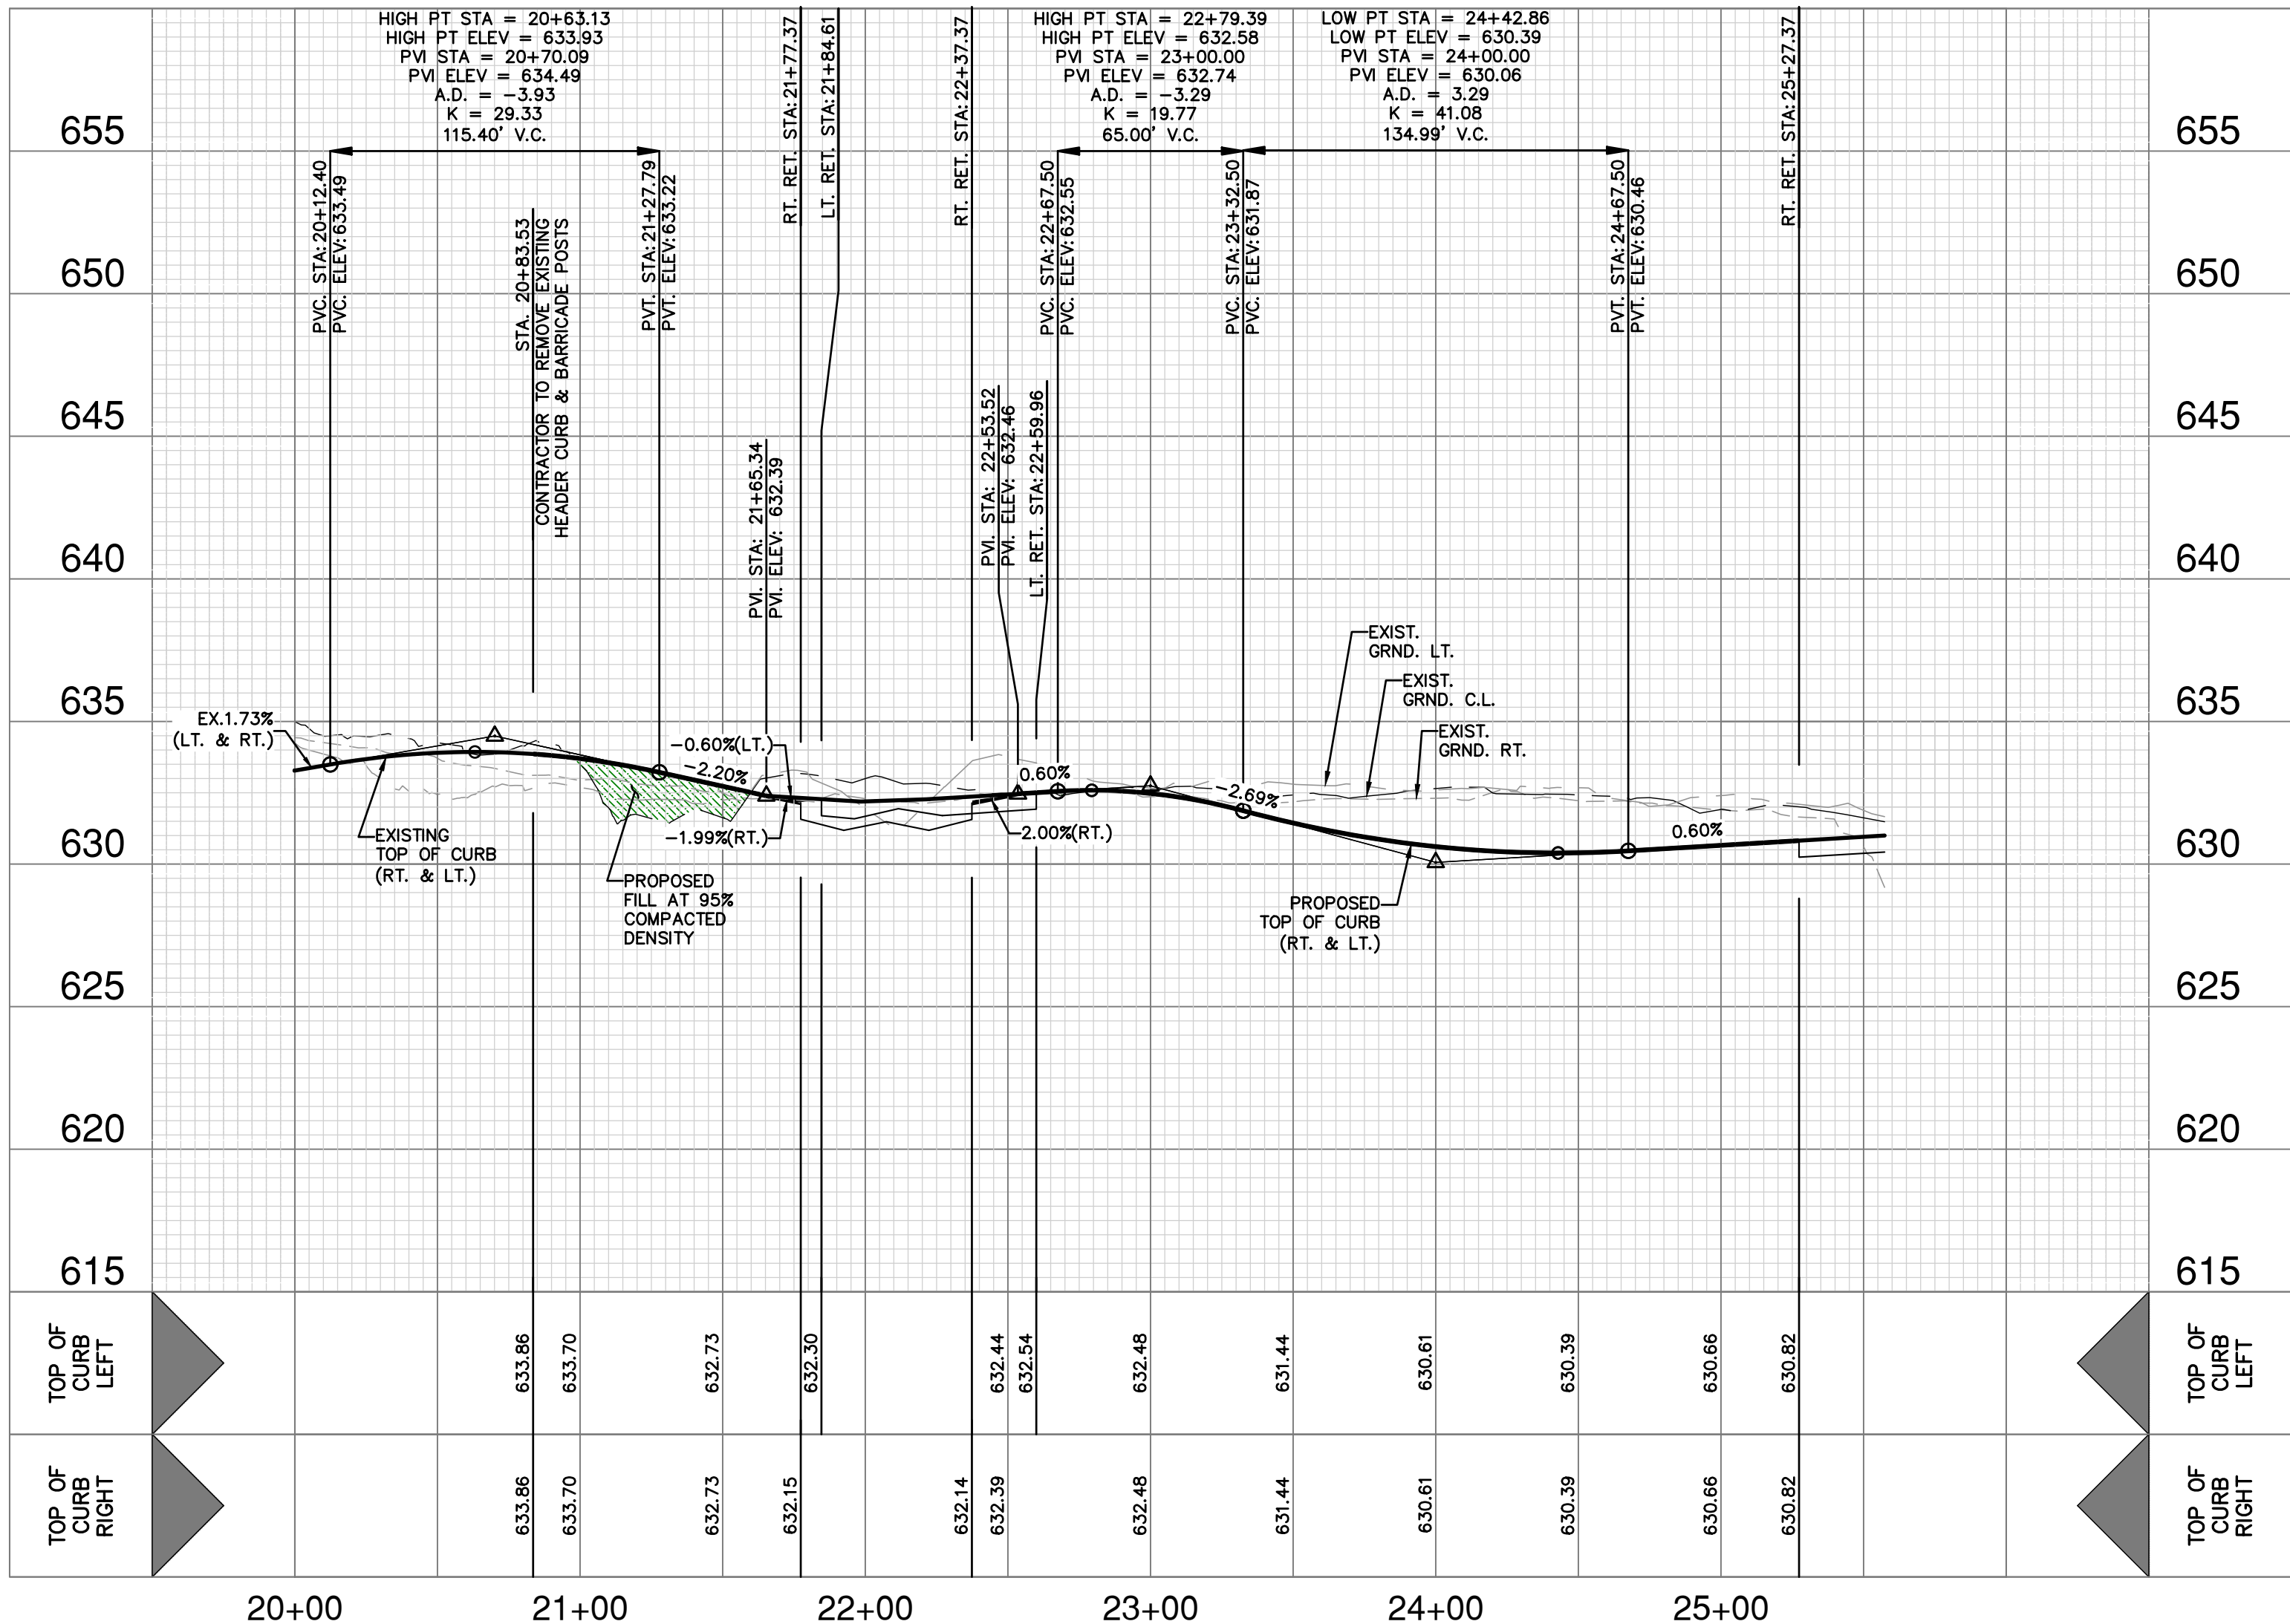 HIGH PT STA = 20+63.13
HIGH PT ELEV = 633.93
PVI STA = 20+70.09
PVI ELEV = 634.49
A.D. = -3.93
K = 29.33
115.40' V.C.
HIGH PT STA = 22+79.39
HIGH PT ELEV = 632.58
PVI STA = 23+00.00
PVI ELEV = 632.74
A.D. = -3.29
K = 19.77
65.00' V.C.
LOW PT STA = 24+42.86
LOW PT ELEV = 630.39
PVI STA = 24+00.00
PVI ELEV = 630.06
A.D. = 3.29
K = 41.08
134.99' V.C.
PVC. STA: 20+12.40
PVC. ELEV: 633.49
STA. 20+83.53
CONTRACTOR TO REMOVE EXISTING
HEADER CURB & BARRICADE POSTS
PVT. STA: 21+27.79
PVT. ELEV: 633.22
PVI. STA: 21+65.34
PVI. ELEV: 632.39
RT. RET. STA: 21+77.37
LT. RET. STA: 21+84.61
RT. RET. STA: 22+37.37
PVI. STA: 22+53.52
PVI. ELEV: 632.46
LT. RET. STA: 22+59.96
PVC. STA: 22+67.50
PVC. ELEV: 632.55
PVC. STA: 23+32.50
PVC. ELEV: 631.87
PVT. STA: 24+67.50
PVT. ELEV: 630.46
RT. RET. STA: 25+27.37
655 655
650 650
645 645
640 640
635 635
630 630
625 625
620 620
615 615
EX.1.73%
(LT. & RT.)
EXISTING
TOP OF CURB
(RT. & LT.)
PROPOSED
FILL AT 95%
COMPACTED
DENSITY
-0.60%(LT.)
-2.20%
-1.99%(RT.)
0.60%
2.00%(RT.)
-2.69%
EXIST.
GRND. LT.
EXIST.
GRND. C.L.
EXIST.
GRND. RT.
PROPOSED
TOP OF CURB
(RT. & LT.)
0.60%
TOP OF
CURB
LEFT
633.86
633.70
632.73
632.30
632.44
632.54
632.48
631.44
630.61
630.39
630.66
630.82
TOP OF
CURB
LEFT
TOP OF
CURB
RIGHT
633.86
633.70
632.73
632.15
632.14
632.39
632.48
631.44
630.61
630.39
630.66
630.82
TOP OF
CURB
RIGHT
20+00 21+00 22+00 23+00 24+00 25+00